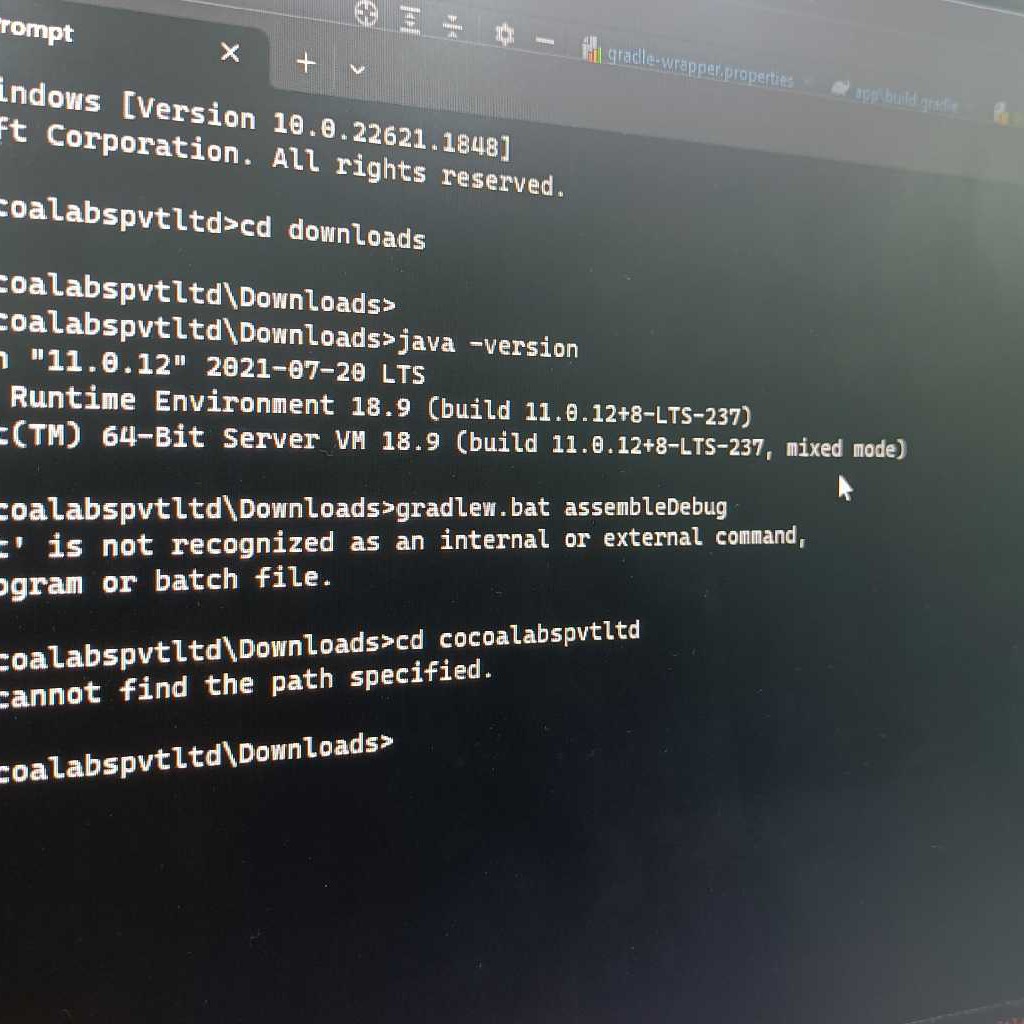 rompt
gradle-wrapper.properties
app\build.gradle
indows [Version 10.0.22621.1848]
ft Corporation. All rights reserved.
coalabspvtltd>cd downloads
coalabspvtltd\Downloads>
coalabspvtltd\Downloads>java -version
n "11.0.12" 2021-07-20 LTS
Runtime Environment 18.9 (build 11.0.12+8-LTS-237)
t(TM) 64-Bit Server VM 18.9 (build 11.0.12+8-LTS-237, mixed mode)
coalabspvtltd\Downloads>gradlew.bat assembleDebug
t' is not recognized as an internal or external command,
ogram or batch file.
coalabspvtltd\Downloads>cd cocoalabspvtltd
cannot find the path specified.
coalabspvtltd\Downloads>